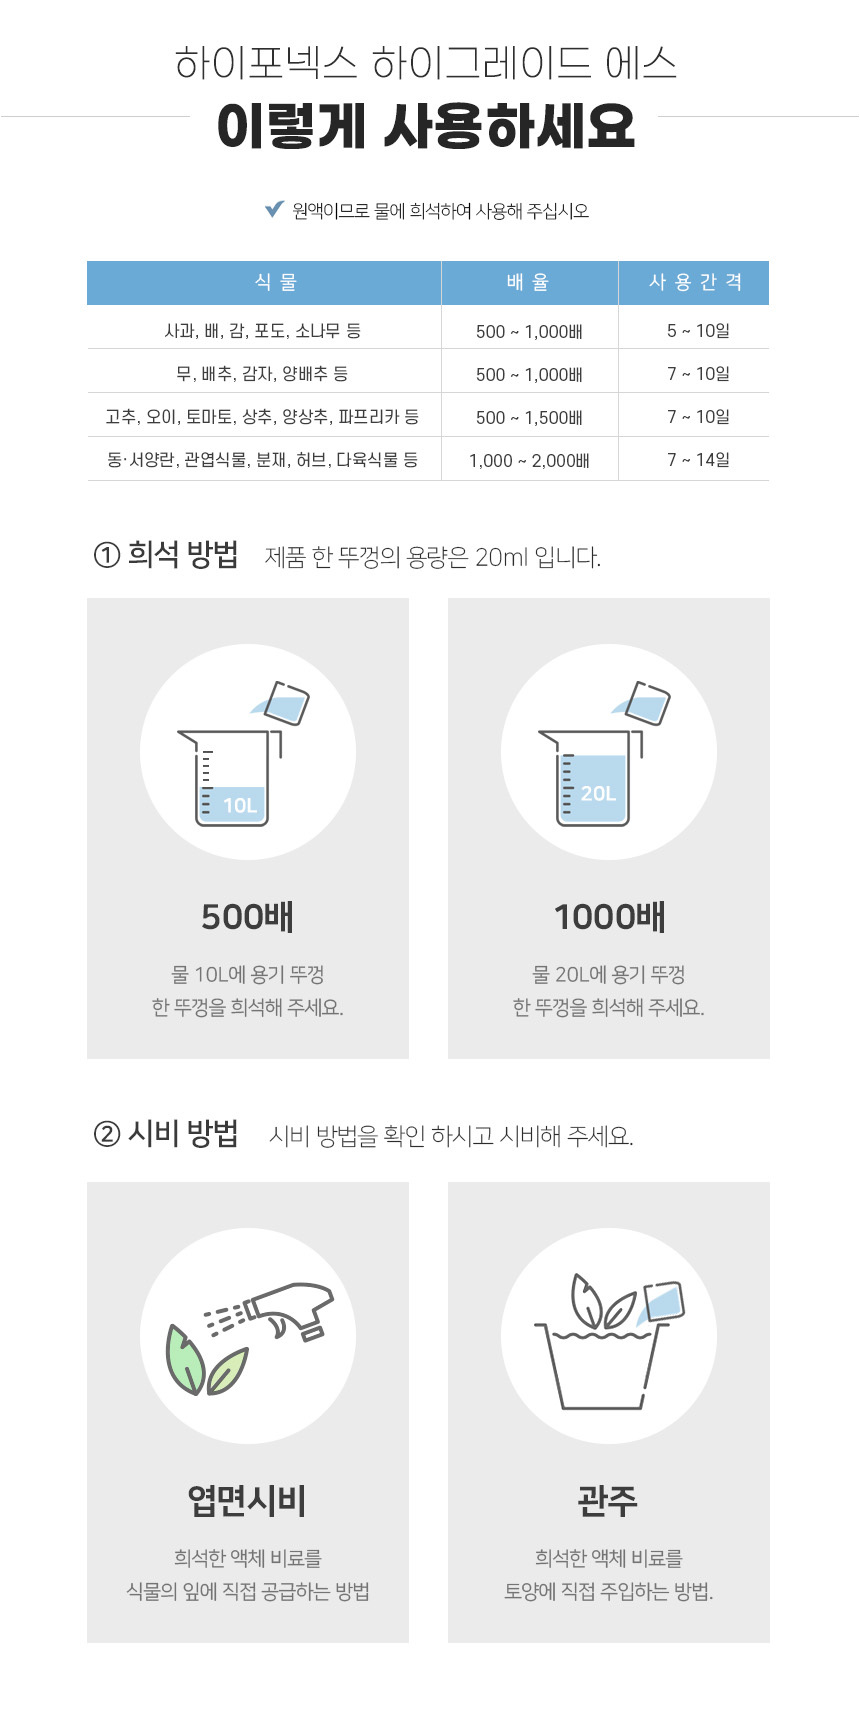 하이포넥스 하이그레이드 에스
이렇게 사용하세요
원액이므로 물에 희석하여 사용해 주십시오
식물 배율 사용간격
사과, 배, 감, 포도, 소나무 등 500 ~ 1,000배 5 ~ 10일
무, 배추, 감자, 양배추 등 500 ~ 1,000배 7 ~ 10일
고추, 오이, 토마토, 상추, 양상추, 파프리카 등 500 ~ 1,500배 7 ~ 10일
동·서양란, 관엽식물, 분재, 허브, 다육식물 등 1,000 ~ 2,000배 7 ~ 14일
① 희석 방법 제품 한 뚜껑의 용량은 20ml 입니다.
10L
500배
물 10L에 용기 뚜껑
한 뚜껑을 희석해 주세요.
20L
1000배
물 20L에 용기 뚜껑
한 뚜껑을 희석해 주세요.
② 시비 방법 시비 방법을 확인 하시고 시비해 주세요.
엽면시비
희석한 액체 비료를
식물의 잎에 직접 공급하는 방법
관주
희석한 액체 비료를
토양에 직접 주입하는 방법.